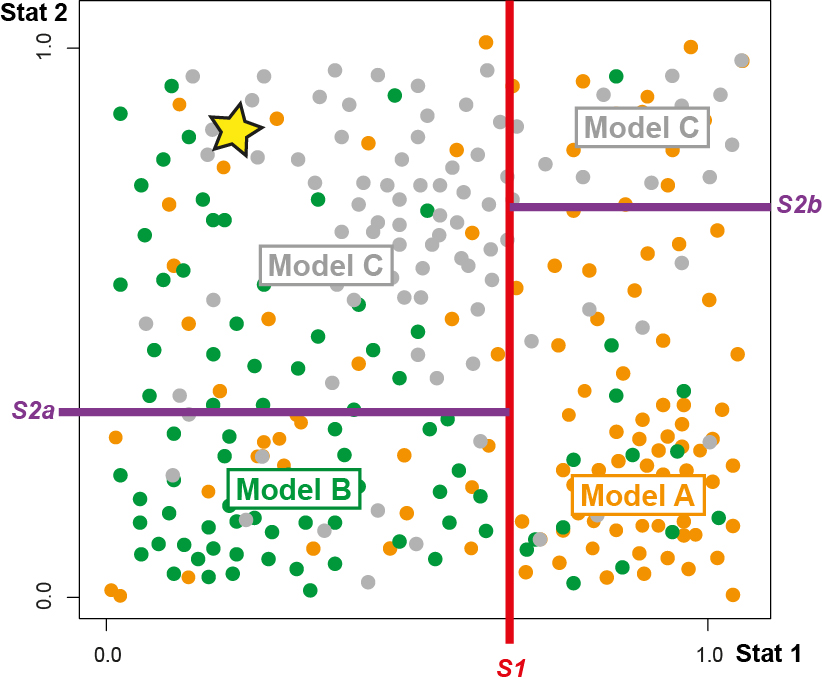 Stat 2
1.0
Model C
S2b
Model C
S2a
Model B
Model A
0.0
0.0
S1
1.0
Stat 1